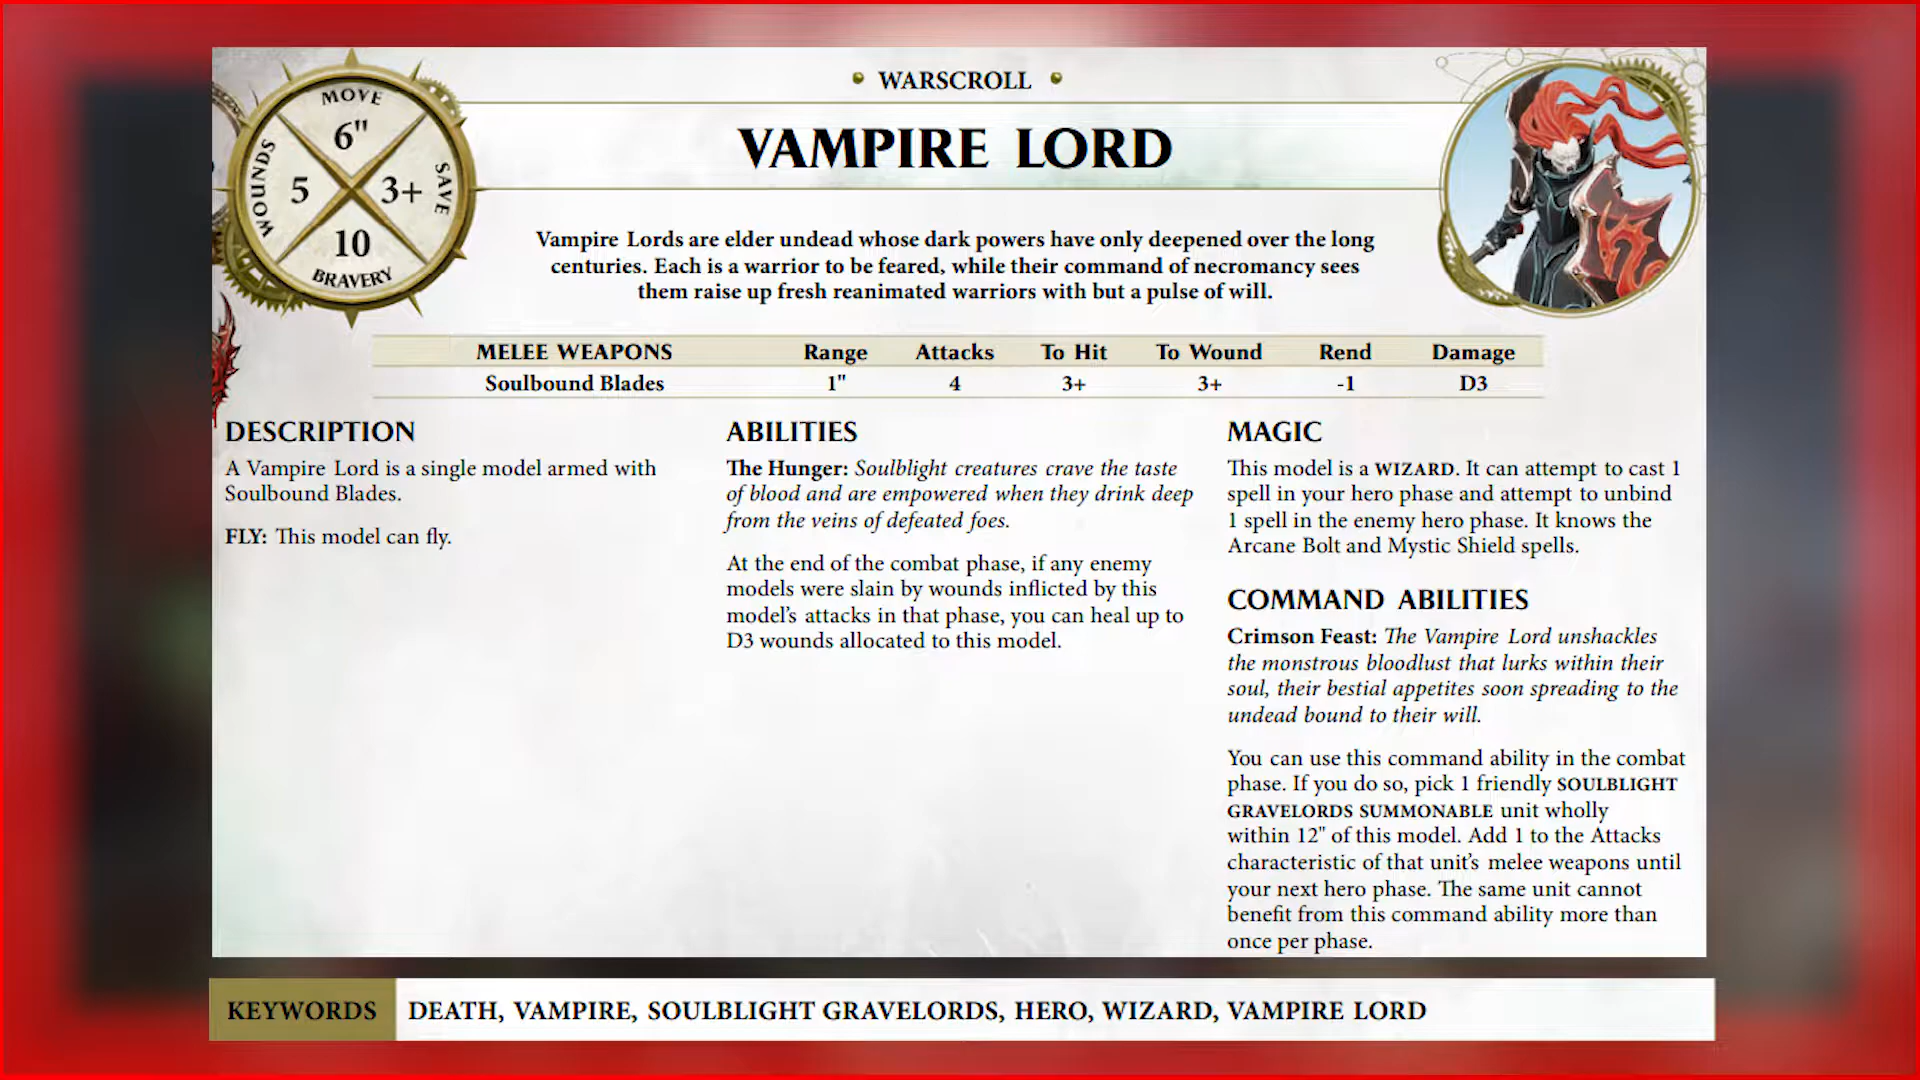 WARSCROLL
VAMPIRE LORD
MOVE
6"
WOUNDS
5
3+
SAVE
10
BRAVERY
Vampire Lords are elder undead whose dark powers have only deepened over the long
centuries. Each is a warrior to be feared, while their command of necromancy sees
them raise up fresh reanimated warriors with but a pulse of will.
MELEE WEAPONS Range Attacks To Hit To Wound Rend Damage
Soulbound Blades 1" 4 3+ 3+ -1 D3
DESCRIPTION
A Vampire Lord is a single model armed with
Soulbound Blades.
FLY: This model can fly.
ABILITIES
The Hunger: Soulblight creatures crave the taste
of blood and are empowered when they drink deep
from the veins of defeated foes.
At the end of the combat phase, if any enemy
models were slain by wounds inflicted by this
model's attacks in that phase, you can heal up to
D3 wounds allocated to this model.
MAGIC
This model is a WIZARD. It can attempt to cast 1
spell in your hero phase and attempt to unbind
1 spell in the enemy hero phase. It knows the
Arcane Bolt and Mystic Shield spells.
COMMAND ABILITIES
Crimson Feast: The Vampire Lord unshackles
the monstrous bloodlust that lurks within their
soul, their bestial appetites soon spreading to the
undead bound to their will.
You can use this command ability in the combat
phase. If you do so, pick 1 friendly SOULBLIGHT
GRAVELORDS SUMMONABLE unit wholly
within 12" of this model. Add 1 to the Attacks
characteristic of that unit's melee weapons until
your next hero phase. The same unit cannot
benefit from this command ability more than
once per phase.
KEYWORDS DEATH, VAMPIRE, SOULBLIGHT GRAVELORDS, HERO, WIZARD, VAMPIRE LORD